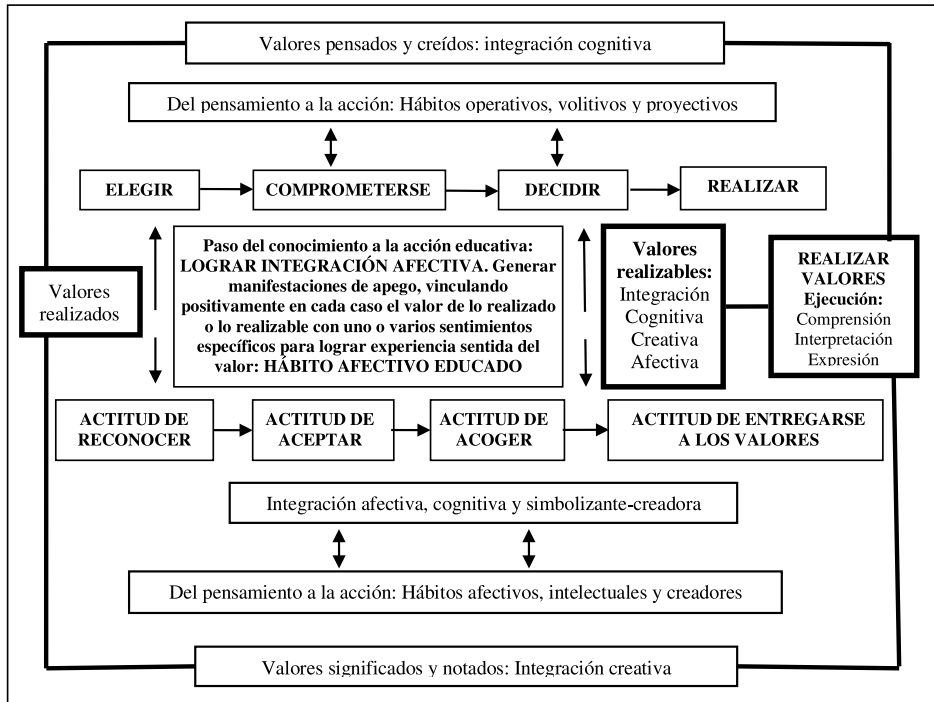 Valores pensados y creídos: integración cognitiva
Del pensamiento a la acción: Hábitos operativos, volitivos y proyectivos
ELEGIR
COMPROMETERSE
DECIDIR
REALIZAR
Valores
realizados
Paso del conocimiento a la acción educativa:
LOGRAR INTEGRACIÓN AFECTIVA. Generar
manifestaciones de apego, vinculando
positivamente en cada caso el valor de lo realizado
o lo realizable con uno o varios sentimientos
específicos para lograr experiencia sentida del
valor: HÁBITO AFECTIVO EDUCADO
Valores
realizables:
Integración
Cognitiva
Creativa
Afectiva
REALIZAR
VALORES
Ejecución:
Comprensión
Interpretación
Expresión
ACTITUD DE
RECONOCER
ACTITUD DE
ACEPTAR
ACTITUD DE
ACOGER
ACTITUD DE ENTREGARSE
A LOS VALORES
Integración afectiva, cognitiva y simbolizante-creadora
Del pensamiento a la acción: Hábitos afectivos, intelectuales y creadores
Valores significados y notados: Integración creativa